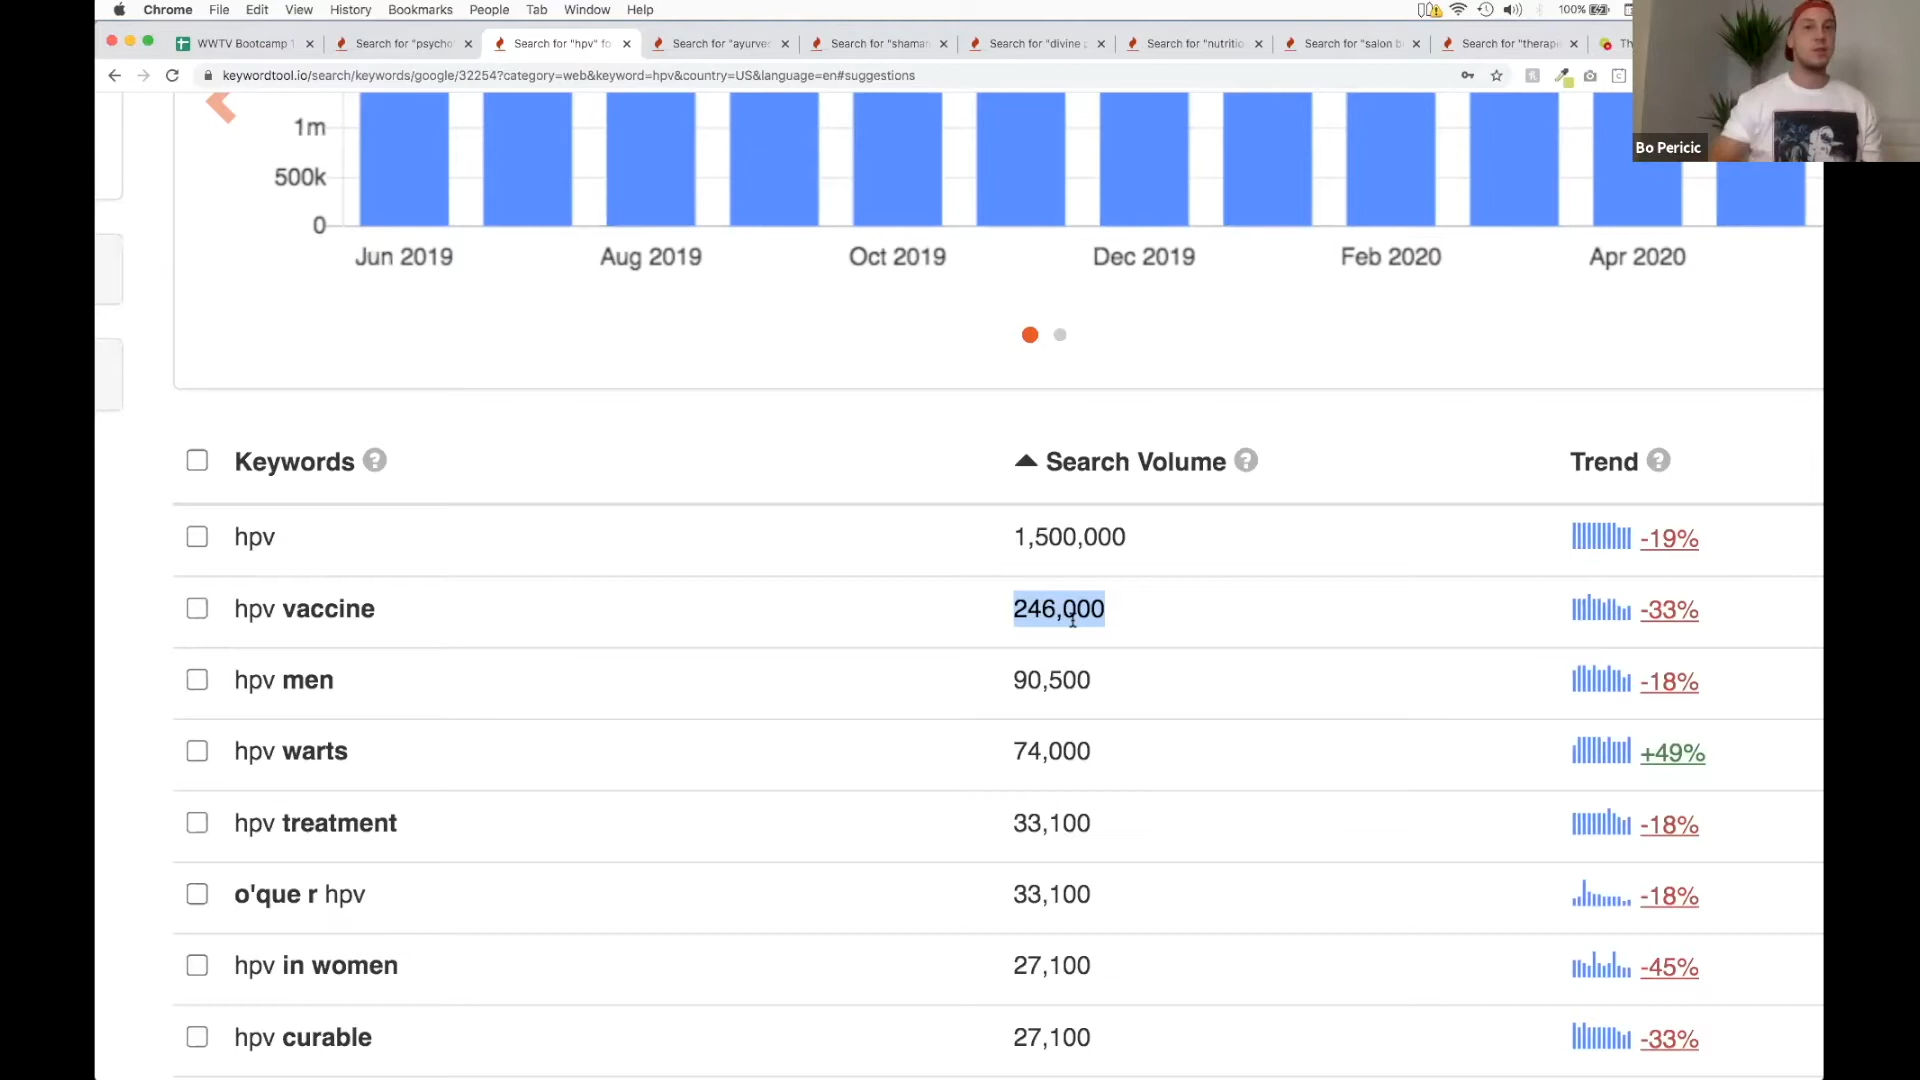 Chrome File Edit View History Bookmarks People Tab Window Help 100%
WWTV Bootcamp Search for "psycho Search for "hpv" fo Search for "ayurve Search for "shaman Search for "divine Search for "nutritio Search for "salon b Search for "therap Th
keywordtool.io/search/keywords/google/32254?category=web&keyword=hpv&country=US&language=en#suggestions
Bo Pericic
1m
500k
0
Jun 2019 Aug 2019 Oct 2019 Dec 2019 Feb 2020 Apr 2020
Keywords ? Search Volume ? Trend ?
hpv 1,500,000 -19%
hpv vaccine 246,000 -33%
hpv men 90,500 -18%
hpv warts 74,000 +49%
hpv treatment 33,100 -18%
o'que r hpv 33,100 -18%
hpv in women 27,100 -45%
hpv curable 27,100 -33%